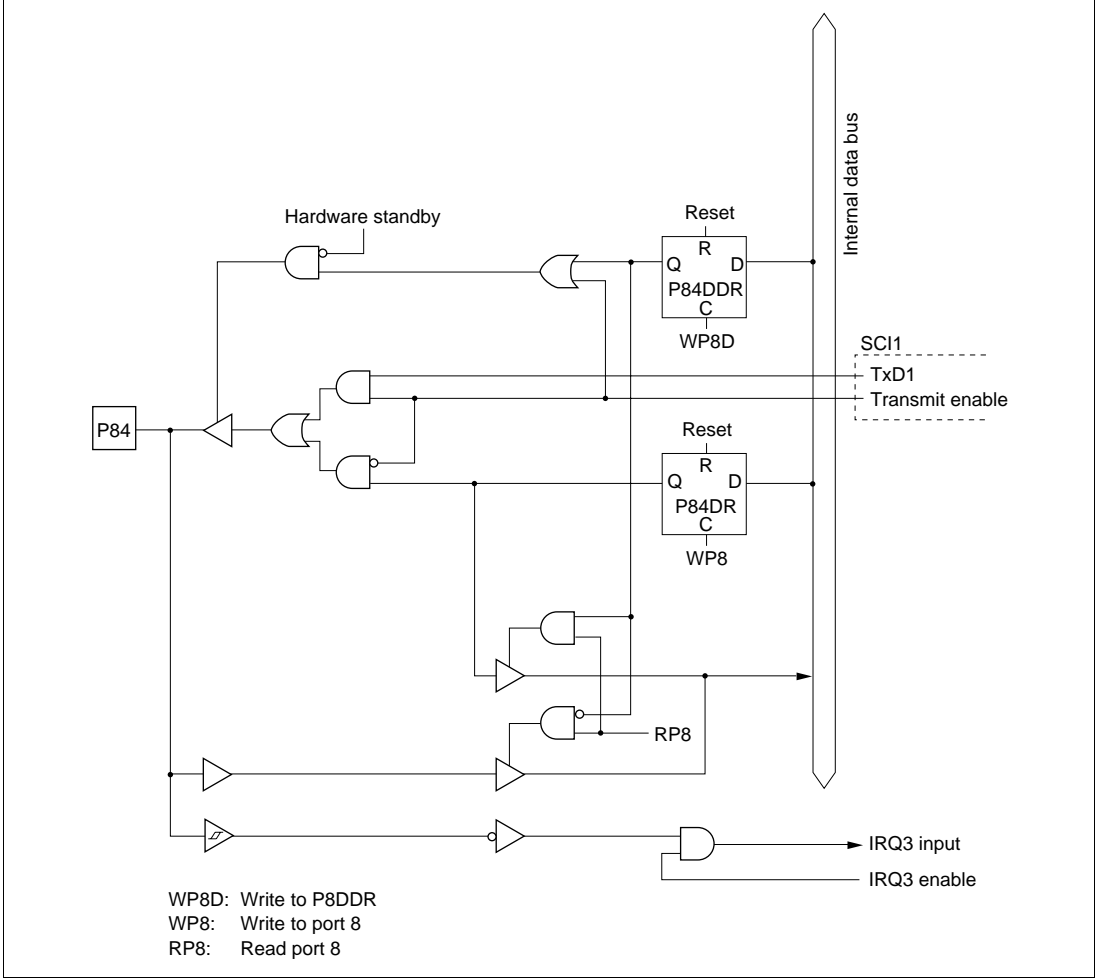 Hardware standby
Reset
R
Q
D
P84DDR
C
WP8D
Internal data bus
SCI1
TxD1
Transmit enable
P84
Reset
R
Q
D
P84DR
C
WP8
RP8
IRQ3 input
IRQ3 enable
WP8D: Write to P8DDR
WP8: Write to port 8
RP8: Read port 8